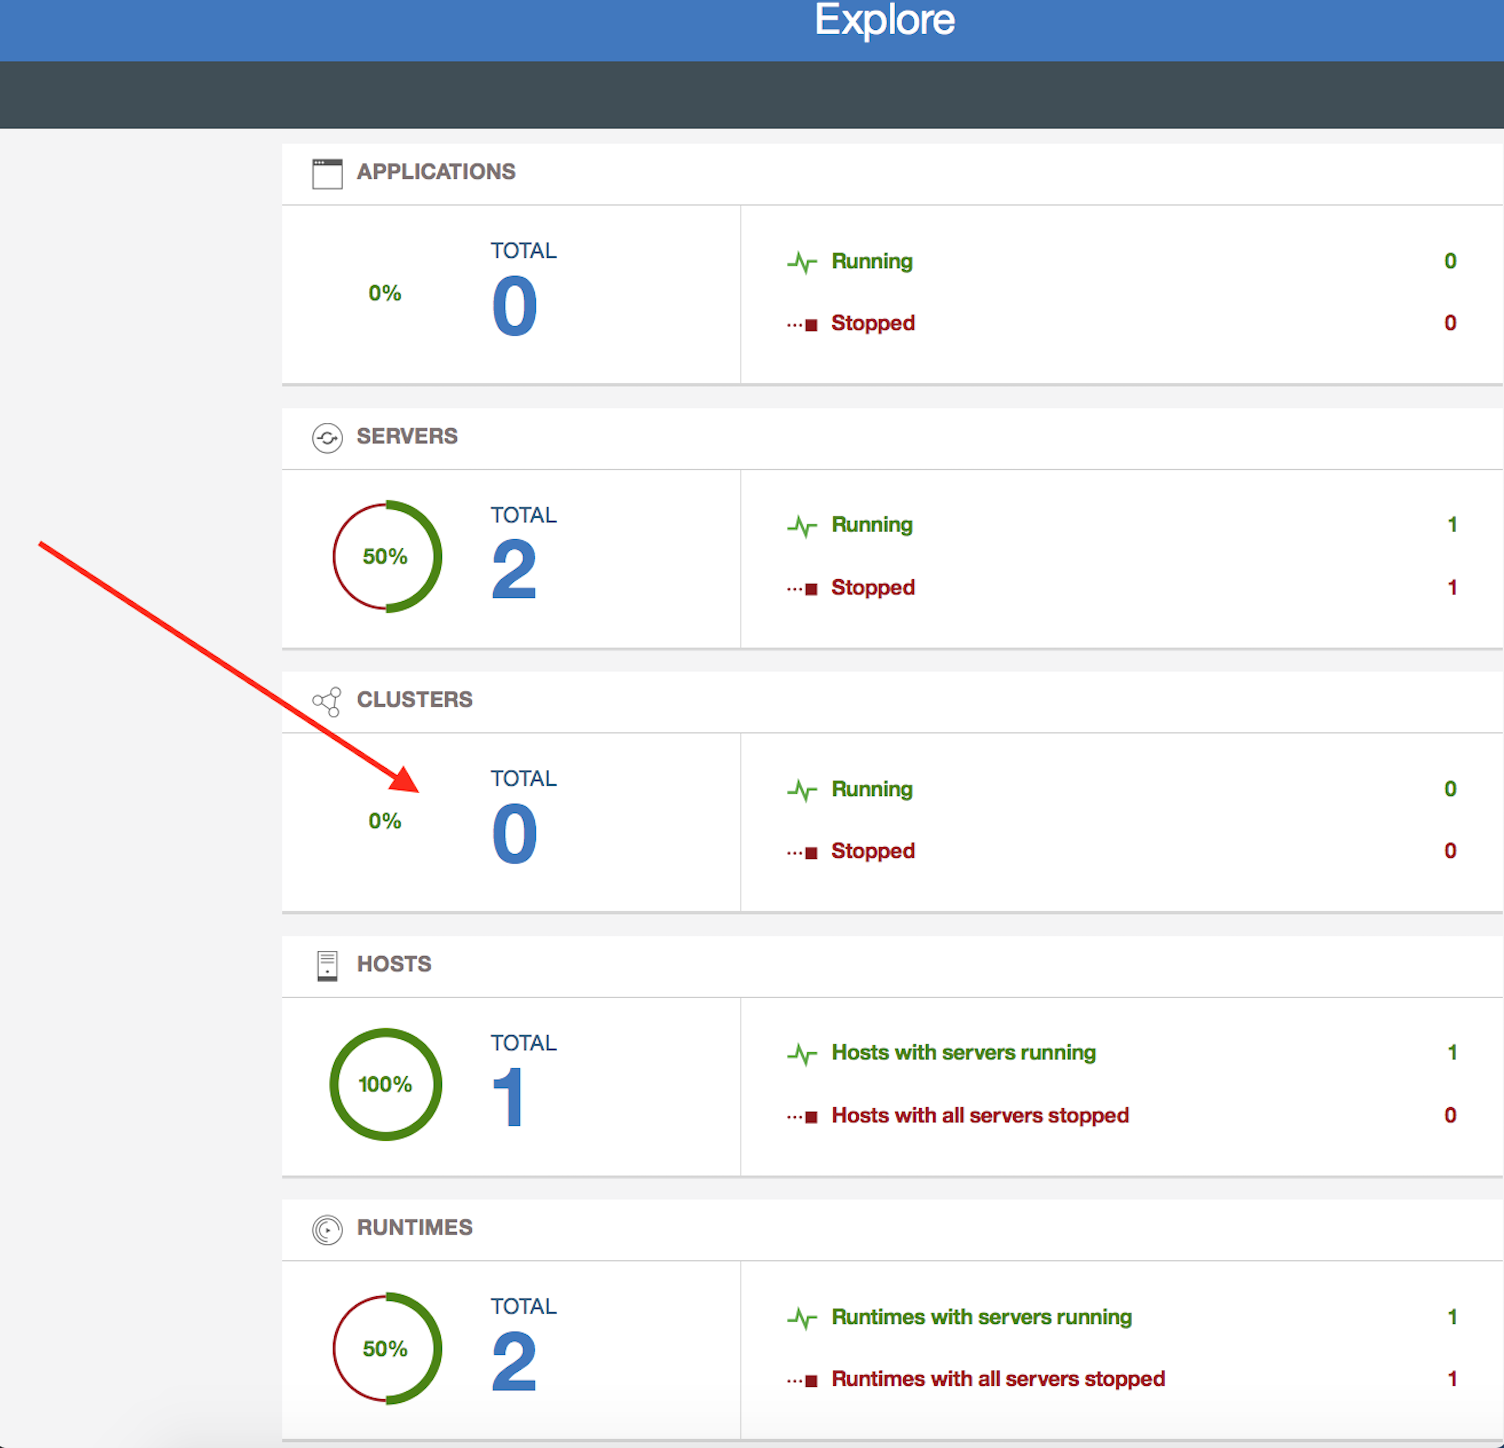 Explore
APPLICATIONS
0%
TOTAL
0
Running 0
Stopped 0
SERVERS
50%
TOTAL
2
Running 1
Stopped 1
CLUSTERS
0%
TOTAL
0
Running 0
Stopped 0
HOSTS
100%
TOTAL
1
Hosts with servers running 1
Hosts with all servers stopped 0
RUNTIMES
50%
TOTAL
2
Runtimes with servers running 1
Runtimes with all servers stopped 1